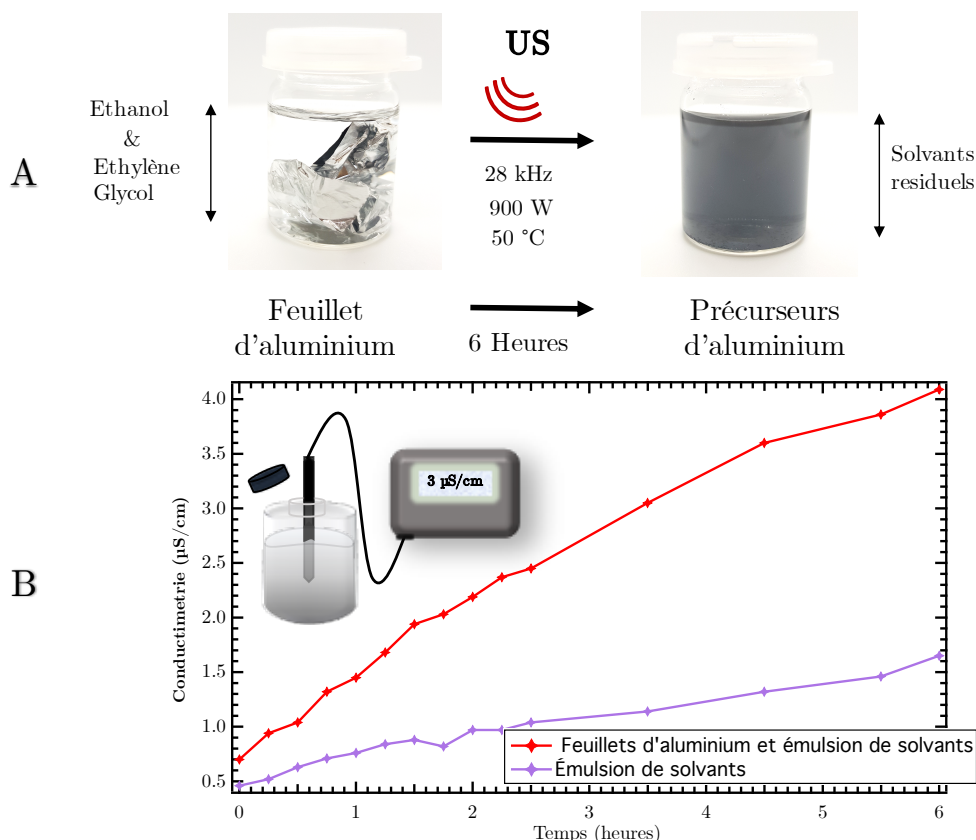 US
Ethanol
&
Ethylène
Glycol
A
28 kHz
900 W
50 °C
Solvants
residuels
Feuillet
d'aluminium
6 Heures
Précurseurs
d'aluminium
B
Conductimetrie (µS/cm)
4.0
3.5
3.0
2.5
2.0
1.5
1.0
0.5
3 µS/cm
Feuillets d'aluminium et émulsion de solvants
Émulsion de solvants
0 1 2 3 4 5 6
Temps (heures)